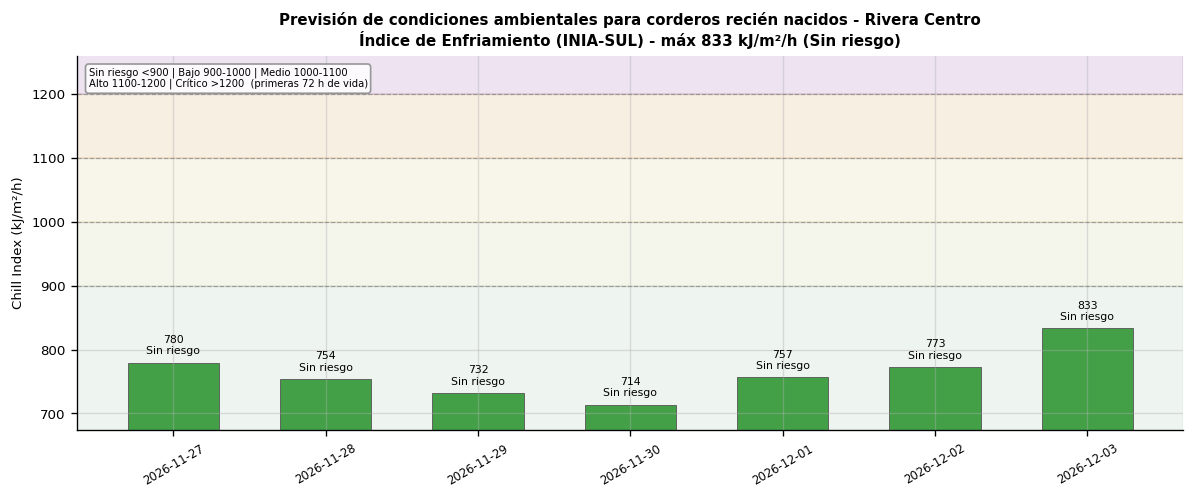 Previsión de condiciones ambientales para corderos recién nacidos - Rivera Centro
Índice de Enfriamiento (INIA-SUL) - máx 833 kJ/m²/h (Sin riesgo)
Sin riesgo <900 | Bajo 900-1000 | Medio 1000-1100
Alto 1100-1200 | Crítico >1200  (primeras 72 h de vida)
Chill Index (kJ/m²/h)
1200
1100
1000
900
800
700
780
Sin riesgo
754
Sin riesgo
732
Sin riesgo
714
Sin riesgo
757
Sin riesgo
773
Sin riesgo
833
Sin riesgo
2026-11-27
2026-11-28
2026-11-29
2026-11-30
2026-12-01
2026-12-02
2026-12-03